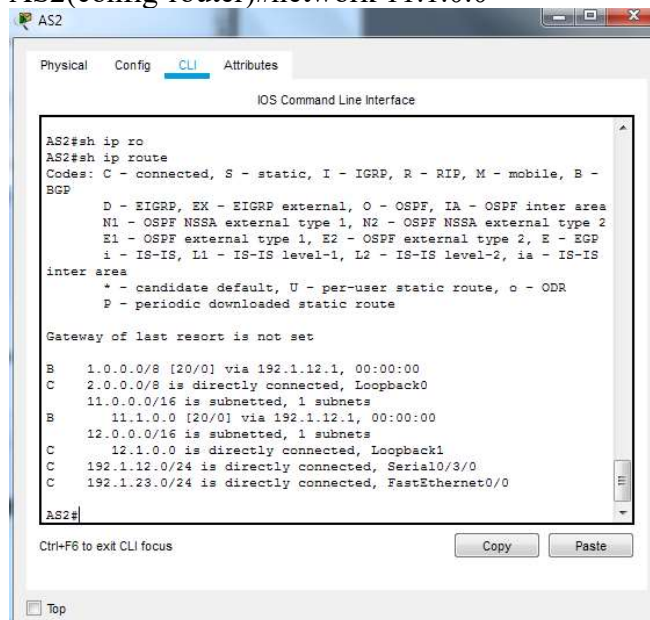 AS2(config-router)#network 11.1.0.0
AS2
Physical Config CLI Attributes
IOS Command Line Interface
AS2#sh ip ro
AS2#sh ip route
Codes: C - connected, S - static, I - IGRP, R - RIP, M - mobile, B -
BGP
D - EIGRP, EX - EIGRP external, O - OSPF, IA - OSPF inter area
N1 - OSPF NSSA external type 1, N2 - OSPF NSSA external type 2
E1 - OSPF external type 1, E2 - OSPF external type 2, E - EGP
i - IS-IS, L1 - IS-IS level-1, L2 - IS-IS level-2, ia - IS-IS
inter area
* - candidate default, U - per-user static route, o - ODR
P - periodic downloaded static route
Gateway of last resort is not set
B 1.0.0.0/8 [20/0] via 192.1.12.1, 00:00:00
C 2.0.0.0/8 is directly connected, Loopback0
11.0.0.0/16 is subnetted, 1 subnets
B 11.1.0.0 [20/0] via 192.1.12.1, 00:00:00
12.0.0.0/16 is subnetted, 1 subnets
C 12.1.0.0 is directly connected, Loopback1
C 192.1.12.0/24 is directly connected, Serial0/3/0
C 192.1.23.0/24 is directly connected, FastEthernet0/0
AS2#
Ctrl+F6 to exit CLI focus
Copy Paste
Top